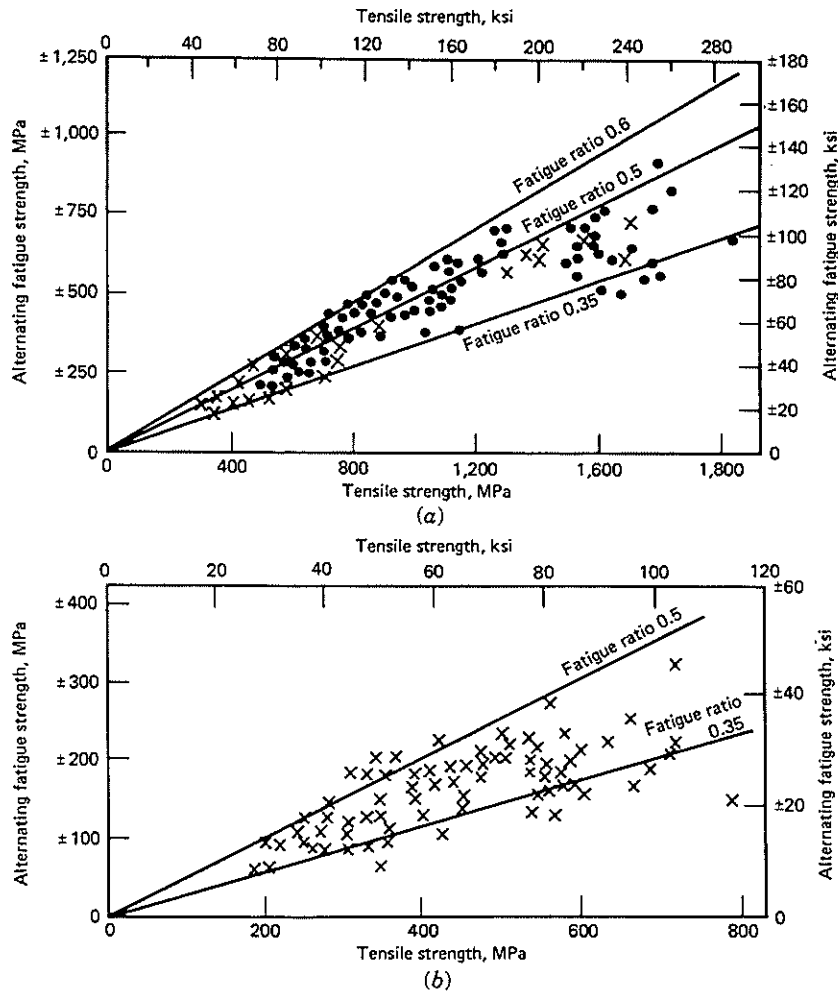 Tensile strength, ksi
0 40 80 120 160 200 240 280
±1,250
±1,000
±750
±500
±250
0
Alternating fatigue strength, MPa
±180
±160
±140
±120
±100
±80
±60
±40
±20
0
Alternating fatigue strength, ksi
Fatigue ratio 0.6
Fatigue ratio 0.5
Fatigue ratio 0.35
400 800 1,200 1,600 1,800
Tensile strength, MPa
(a)
Tensile strength, ksi
0 20 40 60 80 100 120
±400
±300
±200
±100
0
Alternating fatigue strength, MPa
±60
±40
±20
0
Alternating fatigue strength, ksi
Fatigue ratio 0.5
Fatigue ratio
0.35
0 200 400 600 800
Tensile strength, MPa
(b)